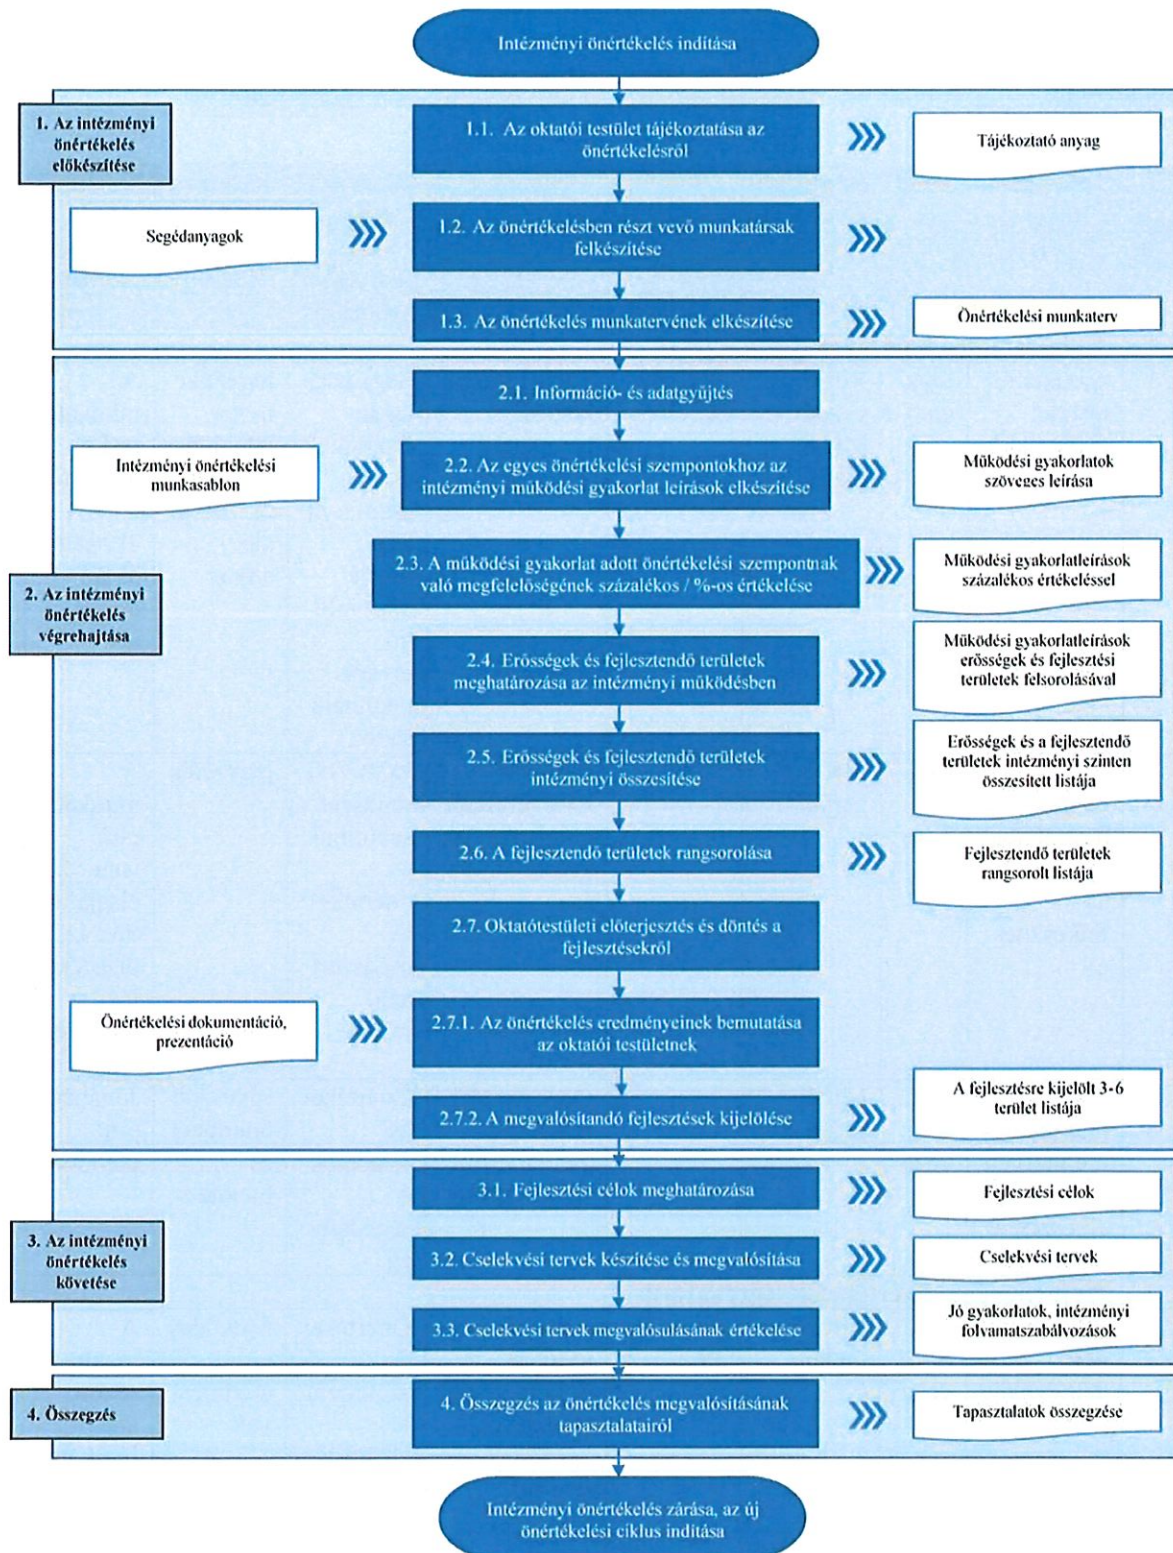 Intézményi önértékelés indítása
1. Az intézményi
önértékelés
előkészítése
1.1. Az oktatói testület tájékoztatása az
önértékelésről
Tájékoztató anyag
Segédanyagok
1.2. Az önértékelésben részt vevő munkatársak
felkészítése
1.3. Az önértékelés munkatervének elkészítése
Önértékelési munkaterv
2. Az intézményi
önértékelés
végrehajtása
2.1. Információ- és adatgyűjtés
Intézményi önértékelési
munkasablon
2.2. Az egyes önértékelési szempontokhoz az
intézményi működési gyakorlat leírások elkészítése
Működési gyakorlatok
szöveges leírása
2.3. A működési gyakorlat adott önértékelési szempontnak
való megfelelőségének százalékos / %-os értékelése
Működési gyakorlatleírások
százalékos értékeléssel
2.4. Erősségek és fejlesztendő területek
meghatározása az intézményi működésben
Működési gyakorlatleírások
erősségek és fejlesztési
területek felsorolásával
2.5. Erősségek és fejlesztendő területek
intézményi összesítése
Erősségek és a fejlesztendő
területek intézményi szinten
összesített listája
2.6. A fejlesztendő területek rangsorolása
Fejlesztendő területek
rangsorolt listája
2.7. Oktatótestületi előterjesztés és döntés a
fejlesztésekről
Önértékelési dokumentáció,
prezentáció
2.7.1. Az önértékelés eredményeinek bemutatása
az oktatói testületnek
2.7.2. A megvalósítandó fejlesztések kijelölése
A fejlesztésre kijelölt 3-6
terület listája
3. Az intézményi
önértékelés
követése
3.1. Fejlesztési célok meghatározása
Fejlesztési célok
3.2. Cselekvési tervek készítése és megvalósítása
Cselekvési tervek
3.3. Cselekvési tervek megvalósulásának értékelése
Jó gyakorlatok, intézményi
folyamatszabályozások
4. Összegzés
4. Összegzés az önértékelés megvalósításának
tapasztalatairól
Tapasztalatok összegzése
Intézményi önértékelés zárása, az új
önértékelési ciklus indítása